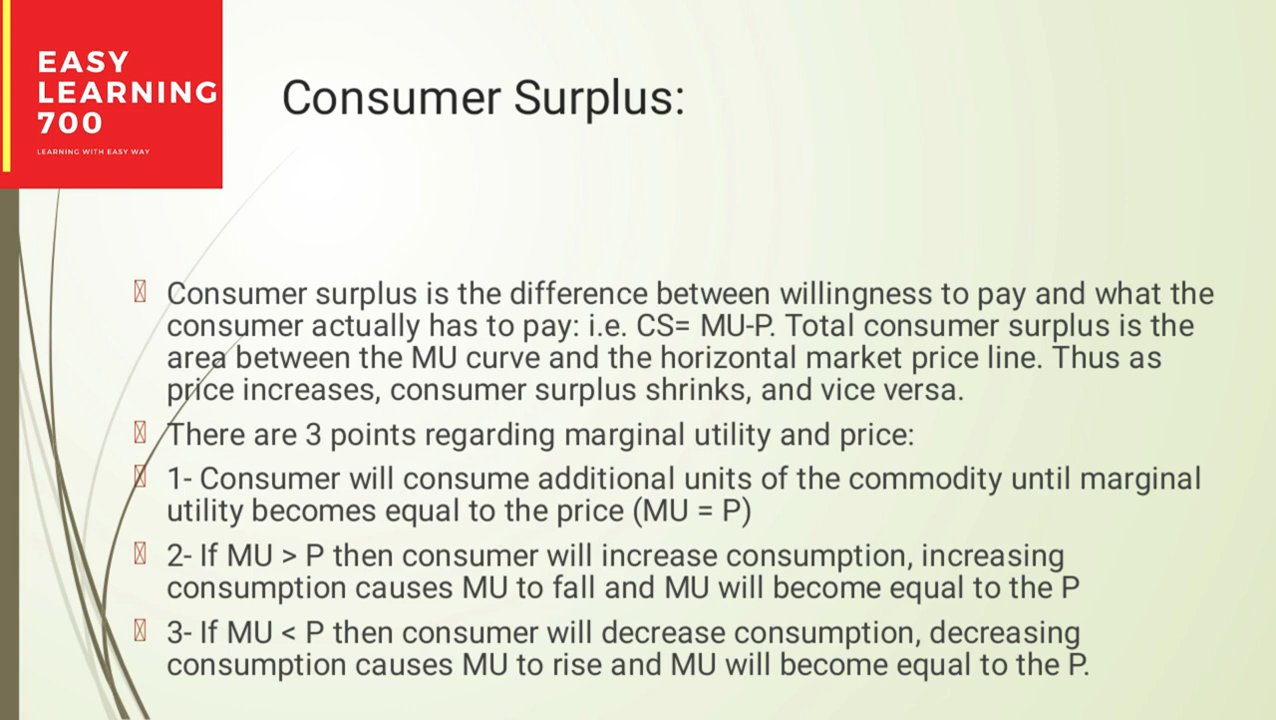 EASY
LEARNING
700
LEARNING WITH EASY WAY
Consumer Surplus:
Consumer surplus is the difference between willingness to pay and what the
consumer actually has to pay: i.e. CS= MU-P. Total consumer surplus is the
area between the MU curve and the horizontal market price line. Thus as
price increases, consumer surplus shrinks, and vice versa.
There are 3 points regarding marginal utility and price:
1- Consumer will consume additional units of the commodity until marginal
utility becomes equal to the price (MU = P)
2- If MU > P then consumer will increase consumption, increasing
consumption causes MU to fall and MU will become equal to the P
3- If MU < P then consumer will decrease consumption, decreasing
consumption causes MU to rise and MU will become equal to the P.